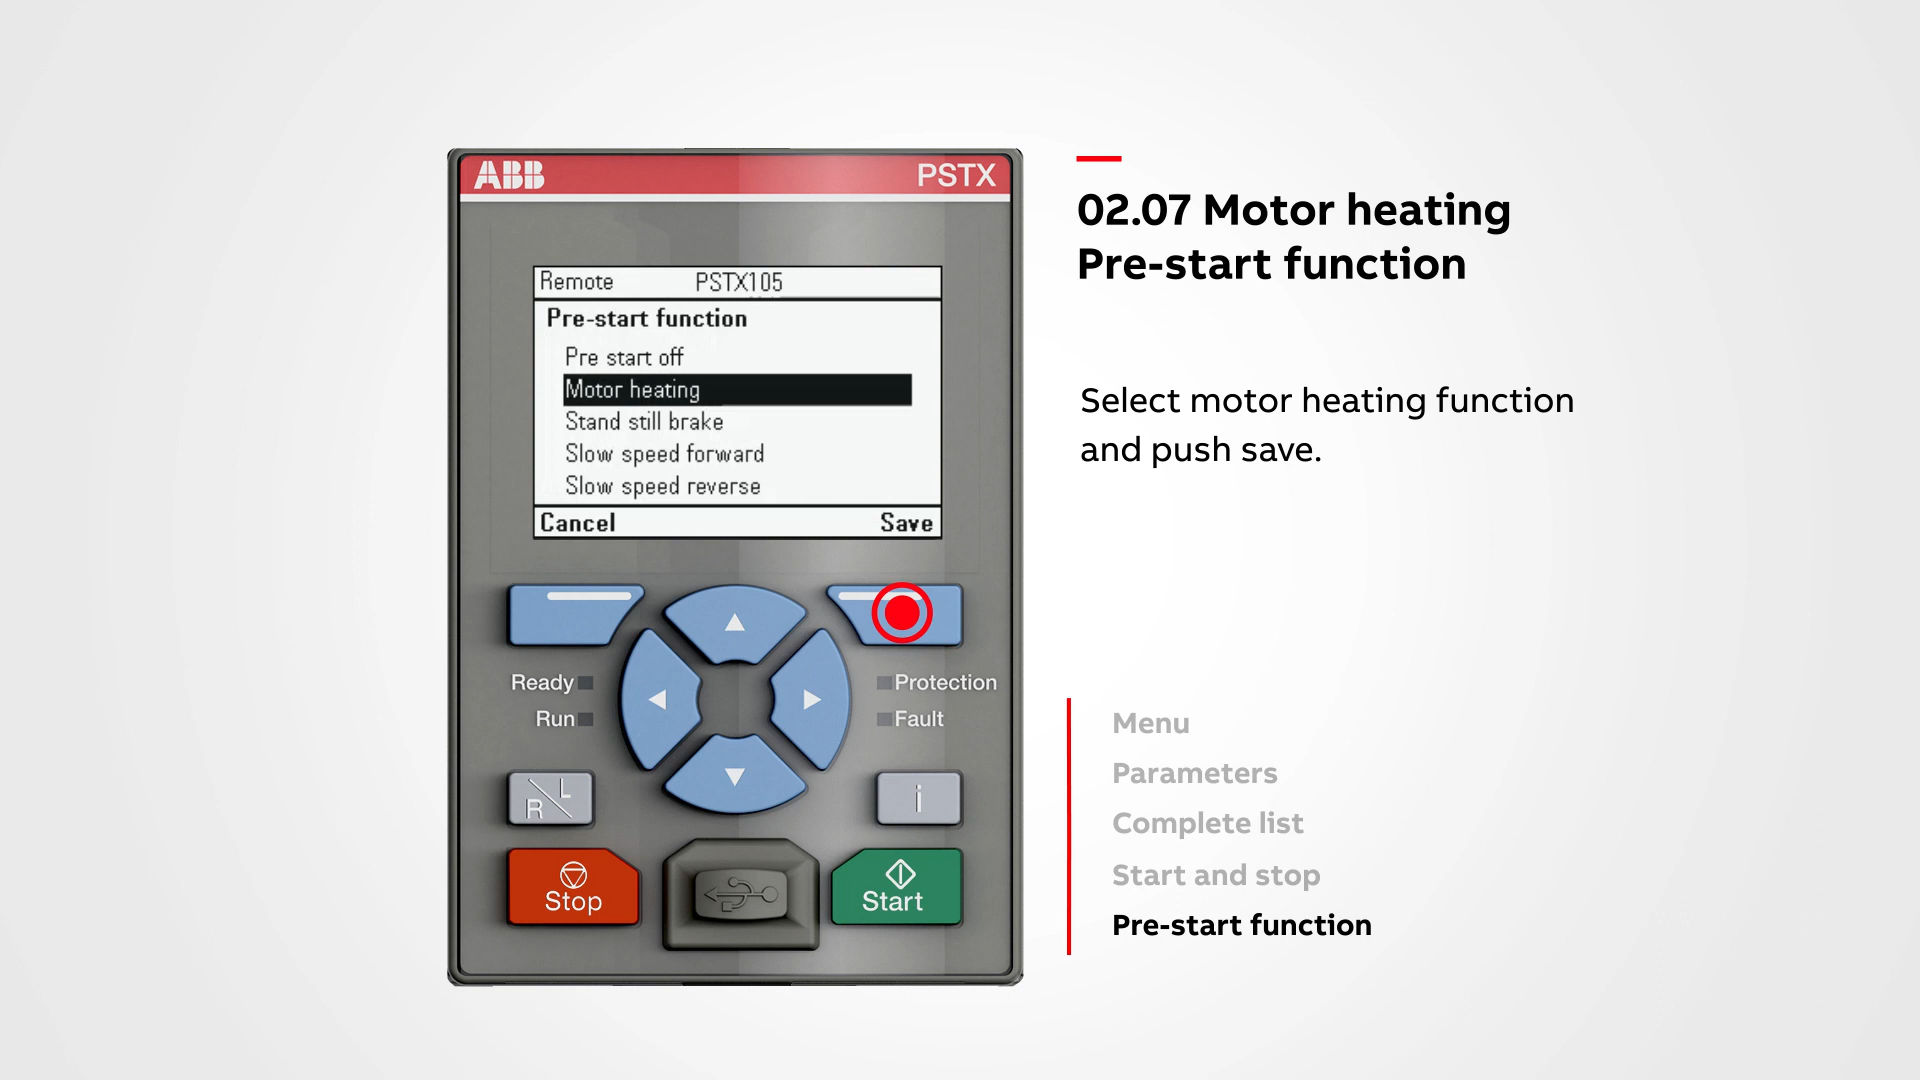 ABB
PSTX
Remote PSTX105
Pre-start function
Pre start off
Motor heating
Stand still brake
Slow speed forward
Slow speed reverse
Cancel Save
Ready
Run
Protection
Fault
R L
i
Stop
Start
02.07 Motor heating
Pre-start function
Select motor heating function
and push save.
Menu
Parameters
Complete list
Start and stop
Pre-start function